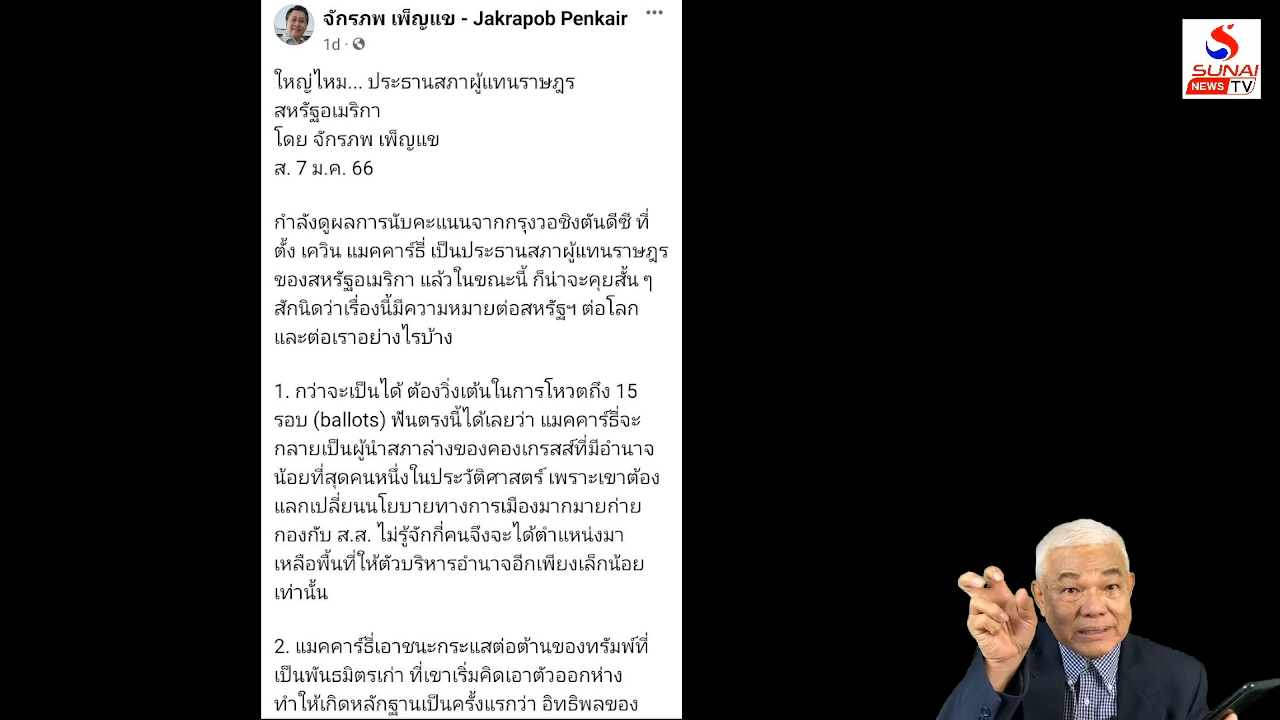 จักรภพ เพ็ญแข - Jakrapob Penkair
1d ·
ใหญ่ไหม... ประธานสภาผู้แทนราษฎร
สหรัฐอเมริกา
โดย จักรภพ เพ็ญแข
ส. 7 ม.ค. 66
กำลังดูผลการนับคะแนนจากกรุงวอชิงตันดีซี ที่
ตั้ง เควิน แมคคาร์ธี่ เป็นประธานสภาผู้แทนราษฎร
ของสหรัฐอเมริกา แล้วในขณะนี้ ก็น่าจะคุยสั้น ๆ
สักนิดว่าเรื่องนี้มีความหมายต่อสหรัฐฯ ต่อโลก
และต่อเราอย่างไรบ้าง
1. กว่าจะเป็นได้ ต้องวิ่งเต้นในการโหวตถึง 15
รอบ (ballots) ฟันตรงนี้ได้เลยว่า แมคคาร์ธี่จะ
กลายเป็นผู้นำสภาล่างของคองเกรสส์ที่มีอำนาจ
น้อยที่สุดคนหนึ่งในประวัติศาสตร์ เพราะเขาต้อง
แลกเปลี่ยนนโยบายทางการเมืองมากมายก่าย
กองกับ ส.ส. ไม่รู้จักกี่คนจึงจะได้ตำแหน่งมา
เหลือพื้นที่ให้ตัวบริหารอำนาจอีกเพียงเล็กน้อย
เท่านั้น
2. แมคคาร์ธี่เอาชนะกระแสต่อต้านของทรัมพ์ที่
เป็นพันธมิตรเก่า ที่เขาเริ่มคิดเอาตัวออกห่าง
ทำให้เกิดหลักฐานเป็นครั้งแรกว่า อิทธิพลของ
SUNAI
NEWS TV